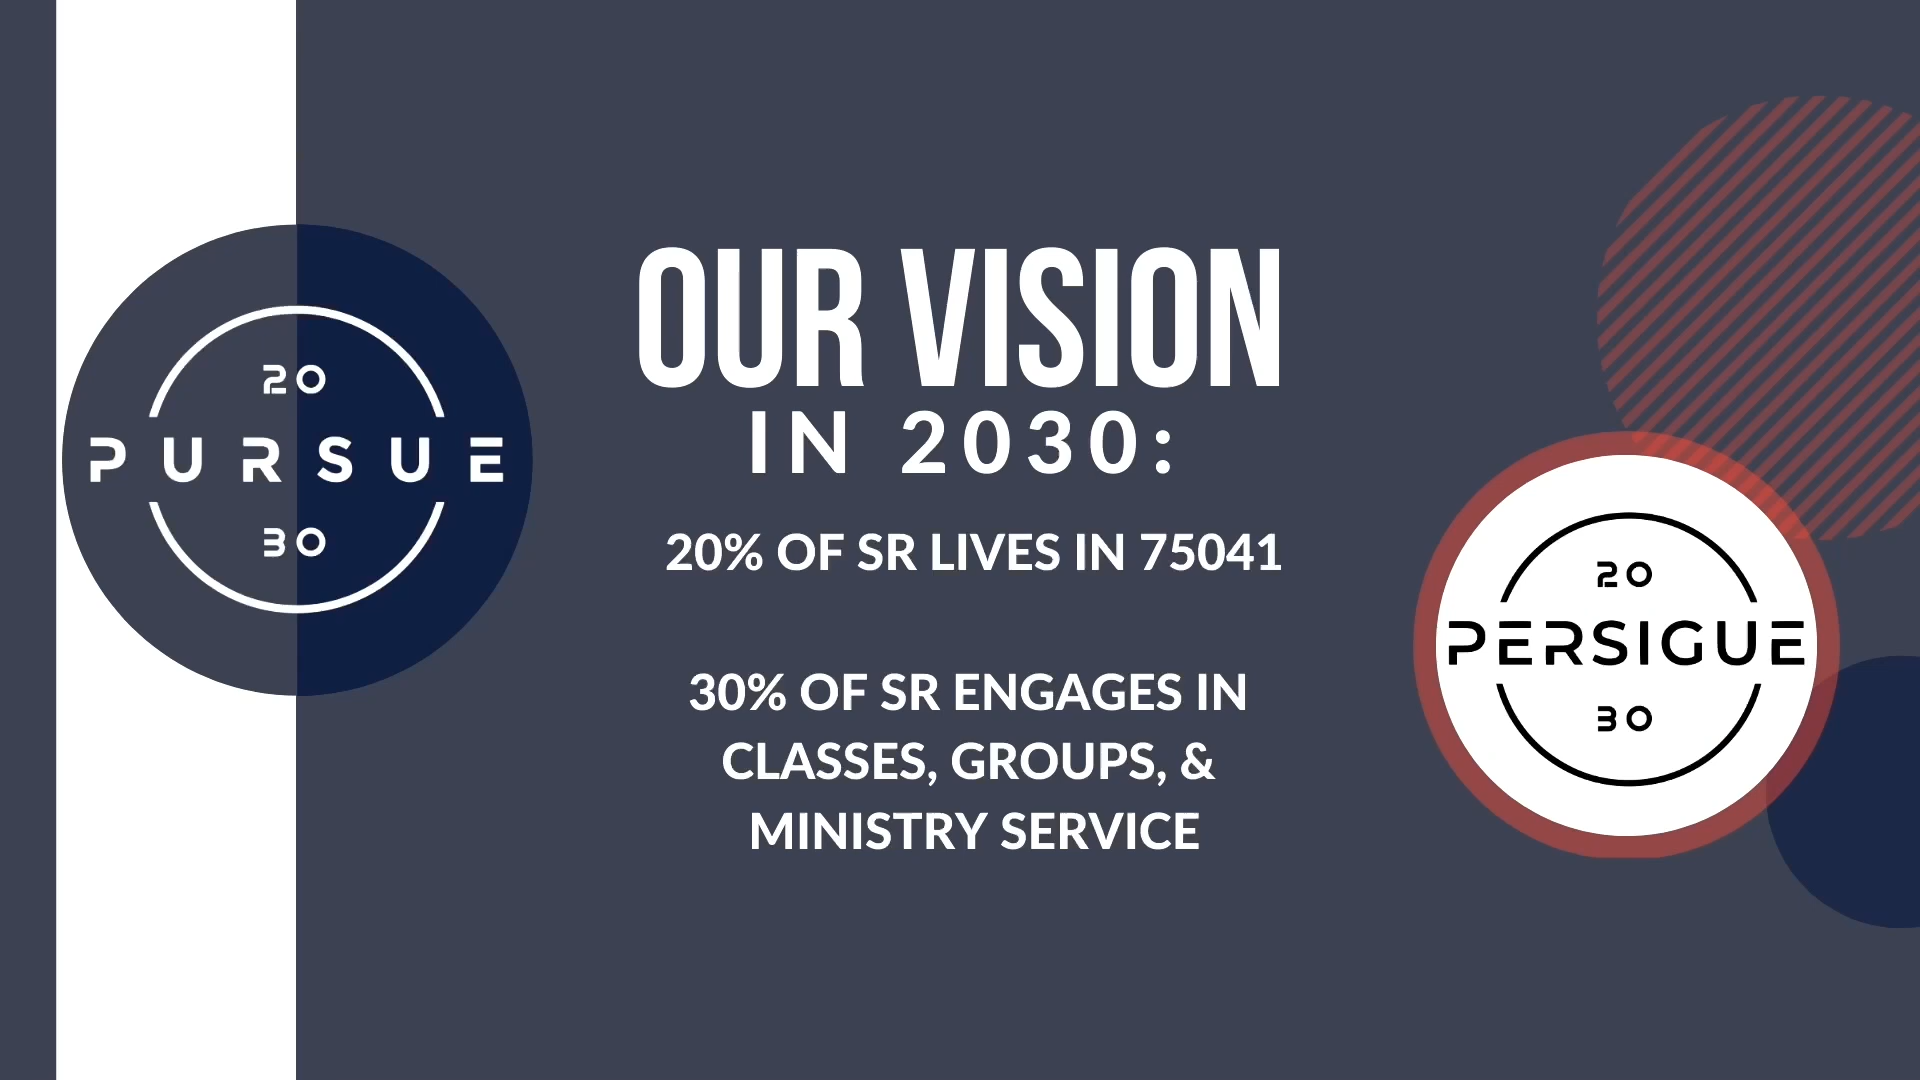 20
PURSUE
30
OUR VISION
IN 2030:
20% OF SR LIVES IN 75041
30% OF SR ENGAGES IN
CLASSES, GROUPS, &
MINISTRY SERVICE
20
PERSIGUE
30